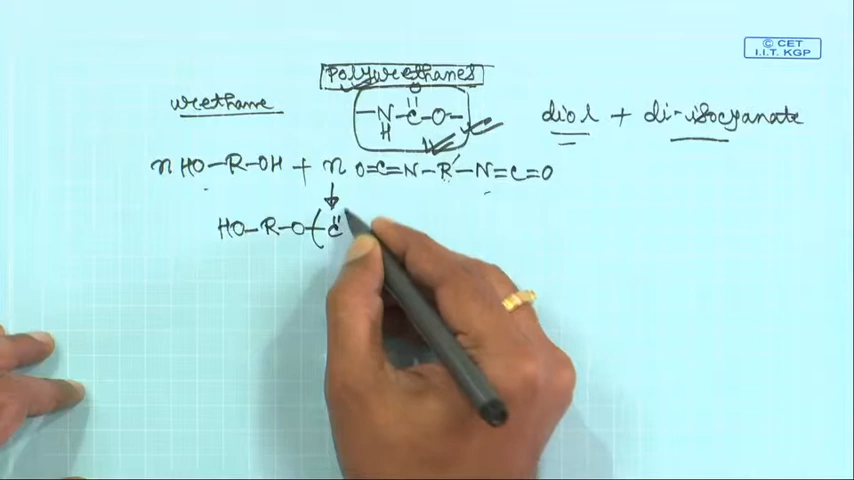 © CET
I.I.T. KGP
Polyurethanes
urethane
O
—N—C—O—
H
diol + di-isocyanate
n HO-R-OH + n O=C=N-R'-N=C=O
HO-R-O-(C